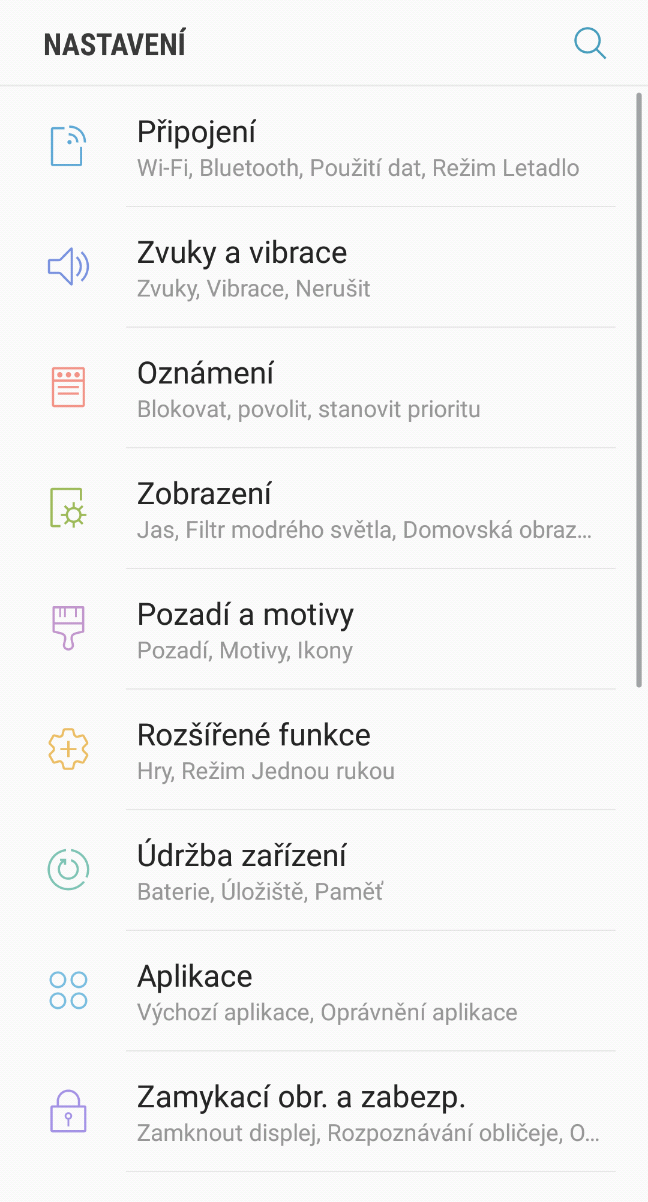 NASTAVENÍ
Připojení
Wi-Fi, Bluetooth, Použití dat, Režim Letadlo
Zvuky a vibrace
Zvuky, Vibrace, Nerušit
Oznámení
Blokovat, povolit, stanovit prioritu
Zobrazení
Jas, Filtr modrého světla, Domovská obraz...
Pozadí a motivy
Pozadí, Motivy, Ikony
Rozšířené funkce
Hry, Režim Jednou rukou
Údržba zařízení
Baterie, Úložiště, Paměť
Aplikace
Výchozí aplikace, Oprávnění aplikace
Zamykací obr. a zabezp.
Zamknout displej, Rozpoznávání obličeje, O...